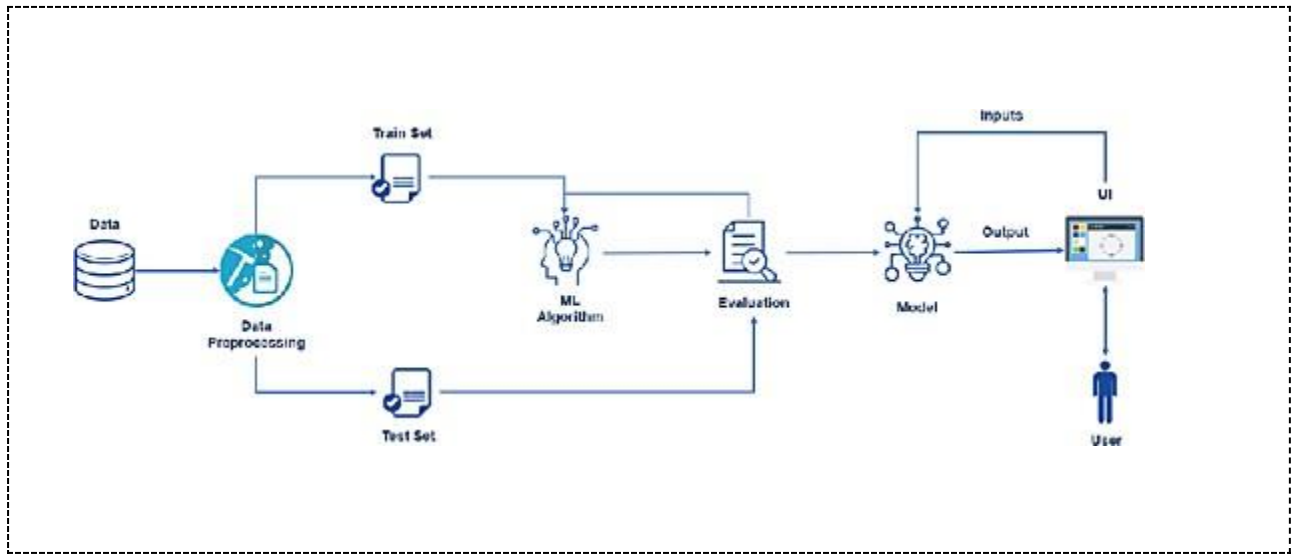 Train Set
Inputs
UI
Data
Output
ML
Algorithm
Evaluation
Model
Data
Preprocessing
Test Set
User